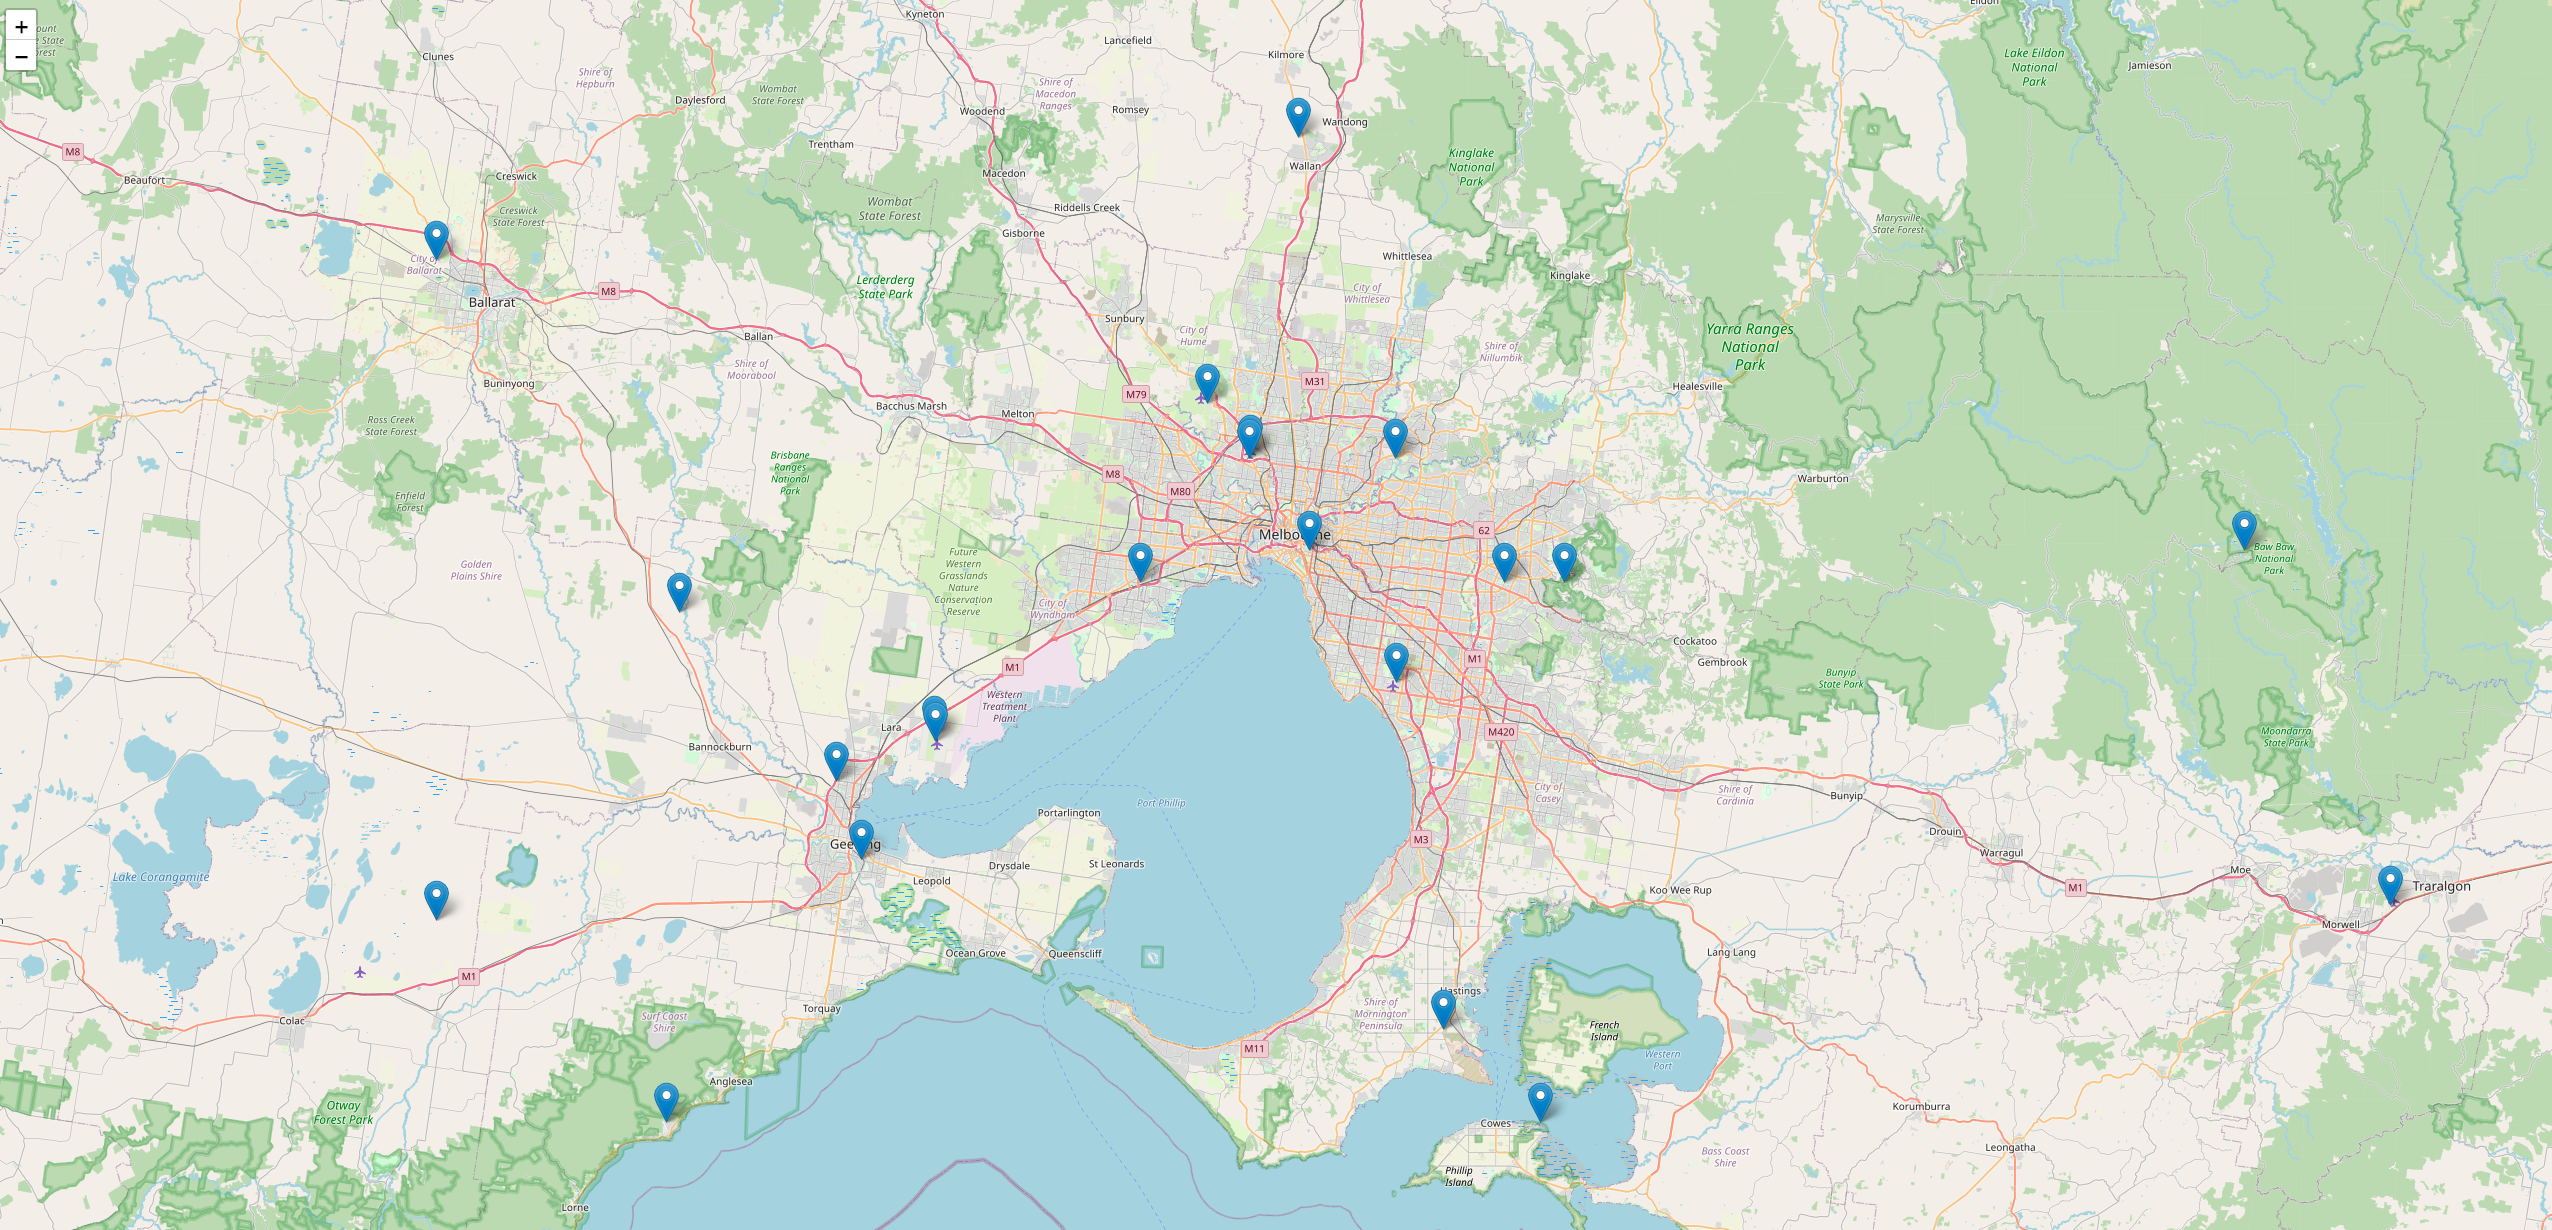 +
−
Kyneton
Clunes
Lancefield
Kilmore
Lake Eildon
National
Park
Jamieson
Shire of
Hepburn
Daylesford
Wombat
State Forest
Woodend
Shire of
Macedon
Ranges
Romsey
Wandong
M8
Beaufort
Creswick
Creswick
State Forest
Trentham
Macedon
Wallan
Kinglake
National
Park
Wombat
State Forest
Riddells Creek
Gisborne
Whittlesea
Kinglake
Marysville
State Forest
City of
Ballarat
Ballarat
M8
Lerderderg
State Park
City of
Whittlesea
Ballan
Shire of
Moorabool
Sunbury
City of
Hume
Shire of
Nillumbik
Yarra Ranges
National
Park
Buninyong
Bacchus Marsh
Melton
M79
M31
Healesville
Ross Creek
State Forest
Brisbane
Ranges
National
Park
Enfield
Forest
M8
M80
Warburton
Melbourne
62
Baw Baw
National
Park
Golden
Plains Shire
Future
Western
Grasslands
Nature
Conservation
Reserve
City of
Wyndham
M1
M1
Cockatoo
Gembrook
Bunyip
State Park
Western
Treatment
Plant
Lara
Bannockburn
M420
Moondarra
State Park
City of
Casey
Shire of
Cardinia
Bunyip
Port Phillip
Portarlington
Drouin
Warragul
M3
Geelong
Drysdale
St Leonards
Leopold
Lake Corangamite
Koo Wee Rup
M1
Moe
Traralgon
Morwell
Ocean Grove
Queenscliff
Lang Lang
M1
Hastings
Torquay
Colac
Surf Coast
Shire
Shire of
Mornington
Peninsula
French
Island
M11
Western
Port
Anglesea
Otway
Forest Park
Cowes
Korumburra
Leongatha
Bass Coast
Shire
Phillip
Island
Lorne